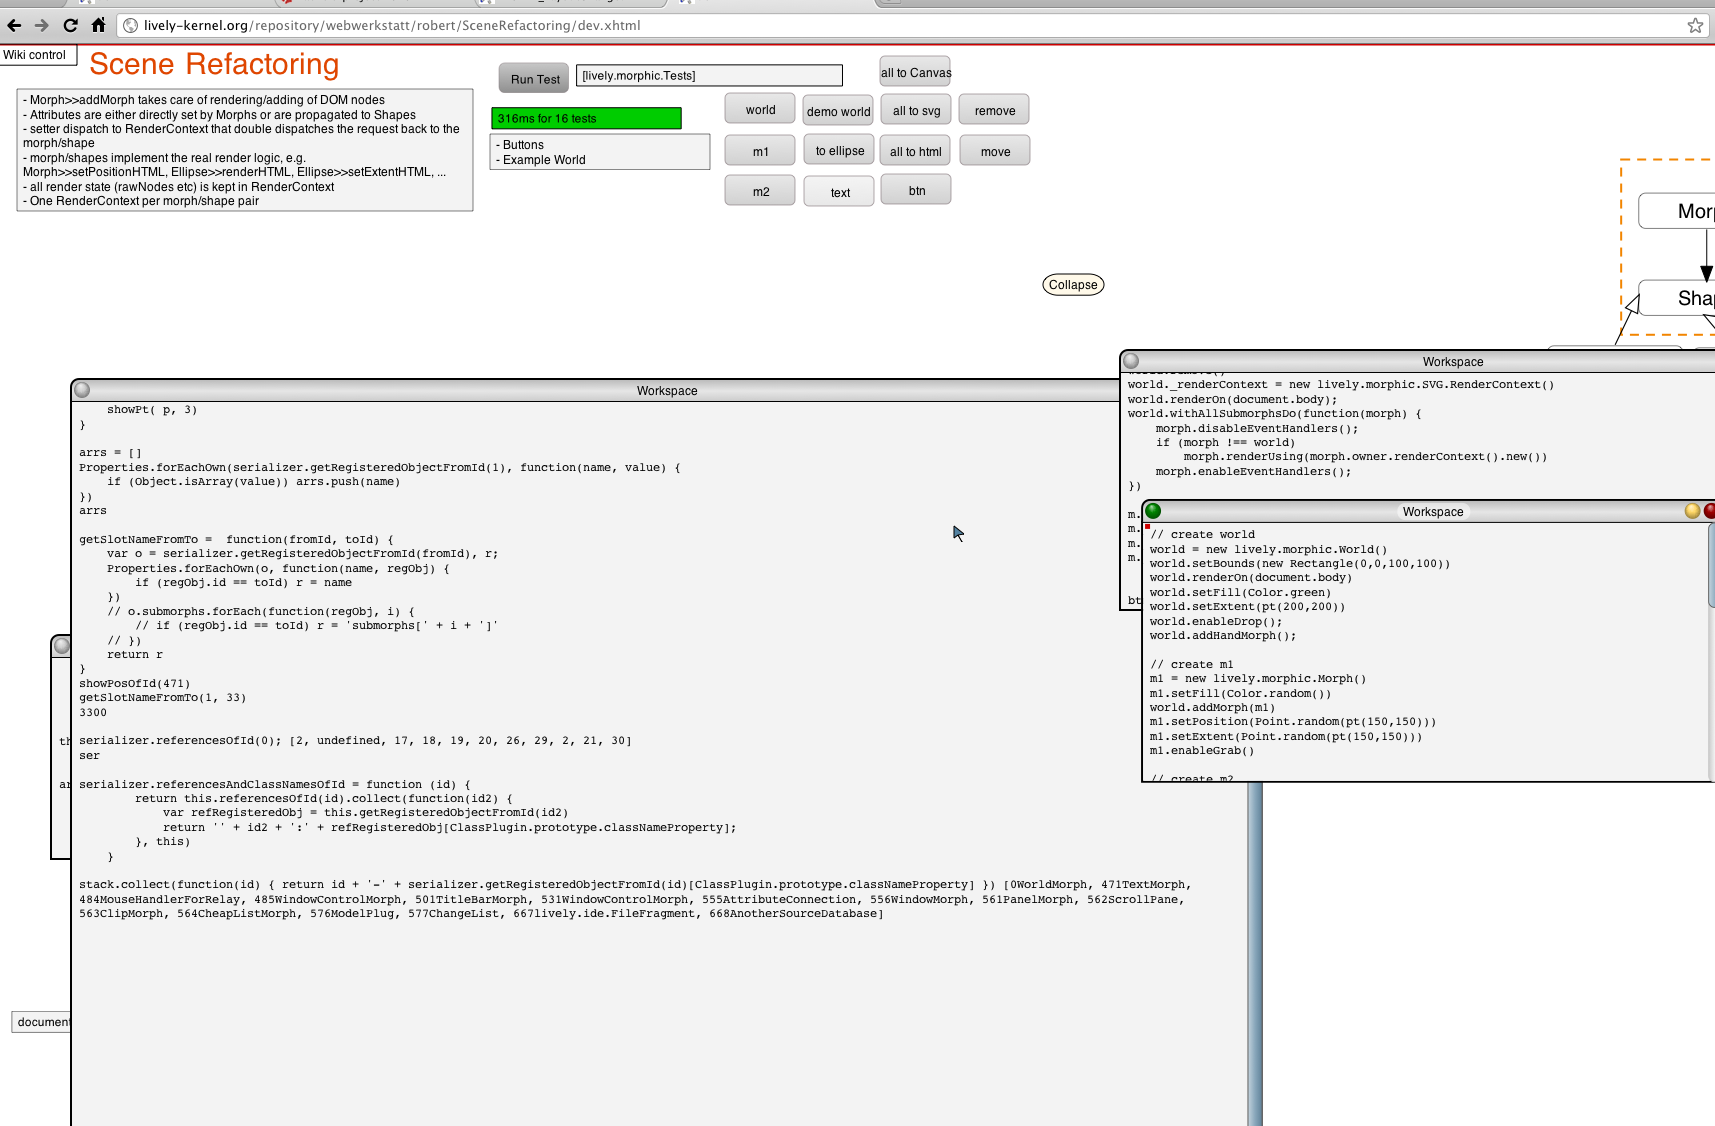 lively-kernel.org/repository/webwerkstatt/robert/SceneRefactoring/dev.xhtml
Wiki control
Scene Refactoring
- Morph>>addMorph takes care of rendering/adding of DOM nodes
- Attributes are either directly set by Morphs or are propagated to Shapes
- setter dispatch to RenderContext that double dispatches the request back to the
morph/shape
- morph/shapes implement the real render logic, e.g.
Morph>>setPositionHTML, Ellipse>>renderHTML, Ellipse>>setExtentHTML, ...
- all render state (rawNodes etc) is kept in RenderContext
- One RenderContext per morph/shape pair
Run Test
[lively.morphic.Tests]
316ms for 16 tests
- Buttons
- Example World
all to Canvas
world
demo world
all to svg
remove
m1
to ellipse
all to html
move
m2
text
btn
Collapse
Workspace
showPt( p, 3)
}
arrs = []
Properties.forEachOwn(serializer.getRegisteredObjectFromId(1), function(name, value) {
if (Object.isArray(value)) arrs.push(name)
})
arrs
getSlotNameFromTo =  function(fromId, toId) {
var o = serializer.getRegisteredObjectFromId(fromId), r;
Properties.forEachOwn(o, function(name, regObj) {
if (regObj.id == toId) r = name
})
// o.submorphs.forEach(function(regObj, i) {
// if (regObj.id == toId) r = 'submorphs[' + i + ']'
// })
return r
}
showPosOfId(471)
getSlotNameFromTo(1, 33)
3300
serializer.referencesOfId(0); [2, undefined, 17, 18, 19, 20, 26, 29, 2, 21, 30]
ser
serializer.referencesAndClassNamesOfId = function (id) {
return this.referencesOfId(id).collect(function(id2) {
var refRegisteredObj = this.getRegisteredObjectFromId(id2)
return '' + id2 + ':' + refRegisteredObj[ClassPlugin.prototype.classNameProperty];
}, this)
}
stack.collect(function(id) { return id + '-' + serializer.getRegisteredObjectFromId(id)[ClassPlugin.prototype.classNameProperty] }) [0WorldMorph, 471TextMorph,
484MouseHandlerForRelay, 485WindowControlMorph, 501TitleBarMorph, 531WindowControlMorph, 555AttributeConnection, 556WindowMorph, 561PanelMorph, 562ScrollPane,
563ClipMorph, 564CheapListMorph, 576ModelPlug, 577ChangeList, 667lively.ide.FileFragment, 668AnotherSourceDatabase]
document
Workspace
world._renderContext = new lively.morphic.SVG.RenderContext()
world.renderOn(document.body);
world.withAllSubmorphsDo(function(morph) {
morph.disableEventHandlers();
if (morph !== world)
morph.renderUsing(morph.owner.renderContext().new())
morph.enableEventHandlers();
})
m.
m.
m.
m.
Workspace
// create world
world = new lively.morphic.World()
world.setBounds(new Rectangle(0,0,100,100))
world.renderOn(document.body)
world.setFill(Color.green)
world.setExtent(pt(200,200))
world.enableDrop();
world.addHandMorph();
// create m1
m1 = new lively.morphic.Morph()
m1.setFill(Color.random())
world.addMorph(m1)
m1.setPosition(Point.random(pt(150,150)))
m1.setExtent(Point.random(pt(150,150)))
m1.enableGrab()
// create m2